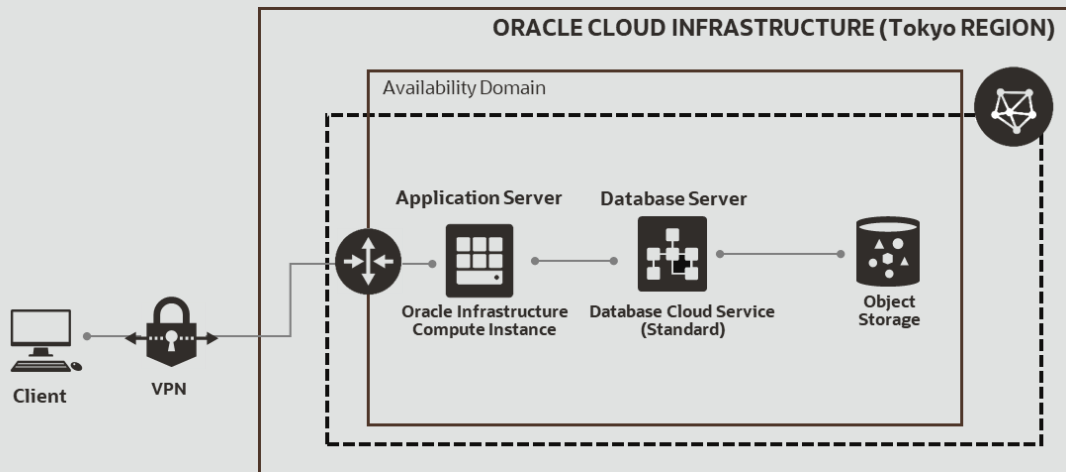 ORACLE CLOUD INFRASTRUCTURE (Tokyo REGION)
Availability Domain
Application Server
Database Server
Oracle Infrastructure
Compute Instance
Database Cloud Service
(Standard)
Object
Storage
Client
VPN